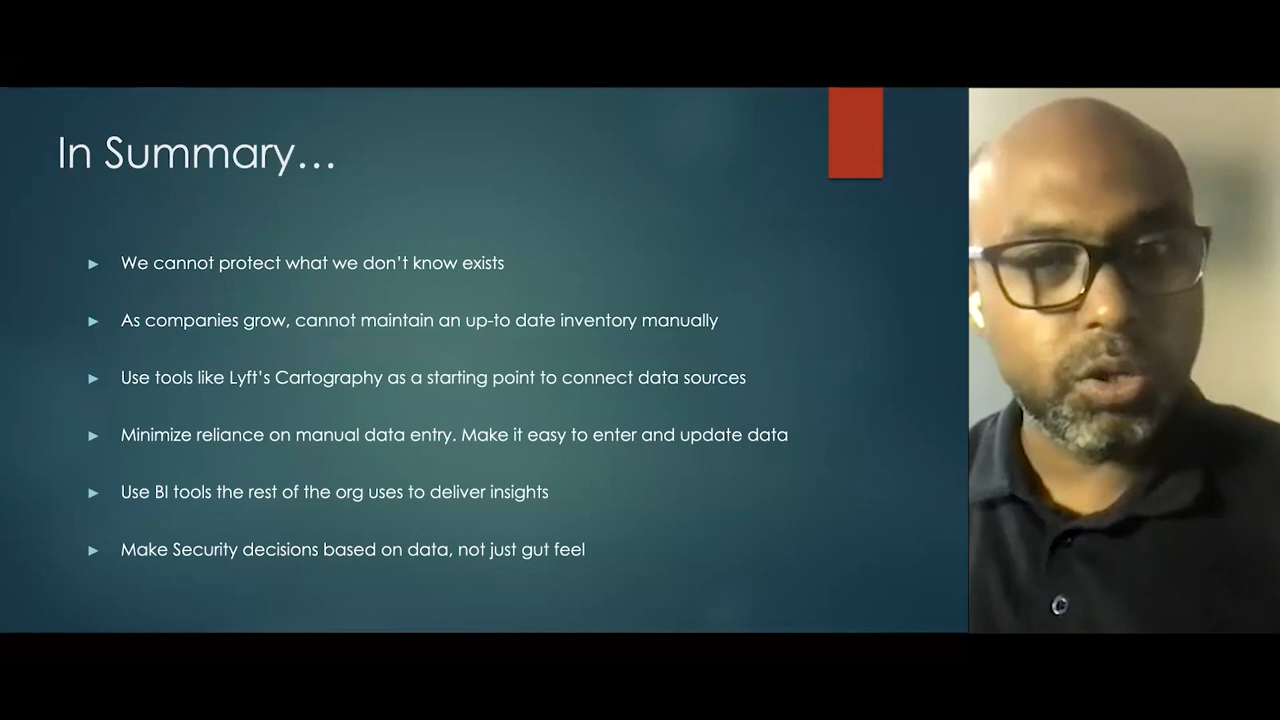 In Summary...
We cannot protect what we don't know exists
As companies grow, cannot maintain an up-to date inventory manually
Use tools like Lyft's Cartography as a starting point to connect data sources
Minimize reliance on manual data entry. Make it easy to enter and update data
Use BI tools the rest of the org uses to deliver insights
Make Security decisions based on data, not just gut feel